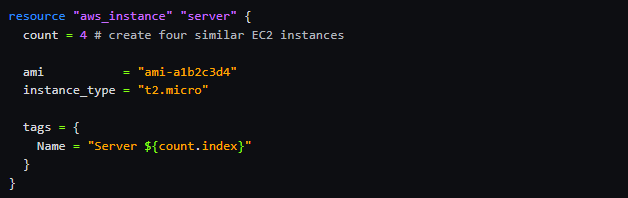 resource "aws_instance" "server" {
  count = 4 # create four similar EC2 instances

  ami           = "ami-a1b2c3d4"
  instance_type = "t2.micro"

  tags = {
    Name = "Server ${count.index}"
  }
}